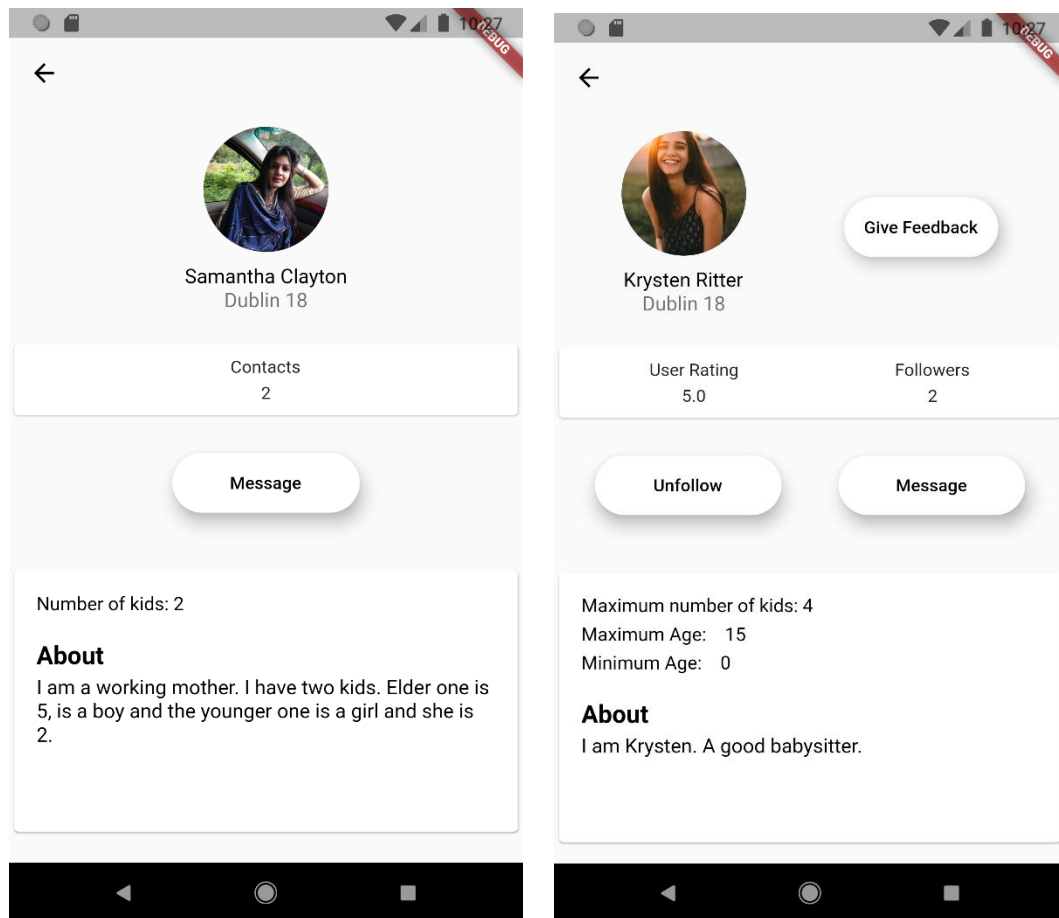 10:27
DEBUG
Samantha Clayton
Dublin 18
Contacts
2
Message
Number of kids: 2
About
I am a working mother. I have two kids. Elder one is
5, is a boy and the younger one is a girl and she is
2.
10:27
DEBUG
Krysten Ritter
Dublin 18
Give Feedback
User Rating
5.0
Followers
2
Unfollow
Message
Maximum number of kids: 4
Maximum Age: 15
Minimum Age: 0
About
I am Krysten. A good babysitter.